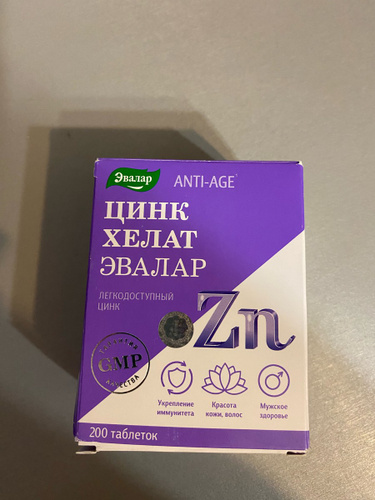 Эвалар
ANTI-AGE
ЦИНК
ХЕЛАТ
ЭВАЛАР
ЛЕГКОДОСТУПНЫЙ
ЦИНК
Zn
GMP
КАЧЕСТВА
Укрепление
иммунитета
Красота
кожи, волос
Мужское
здоровье
200 таблеток